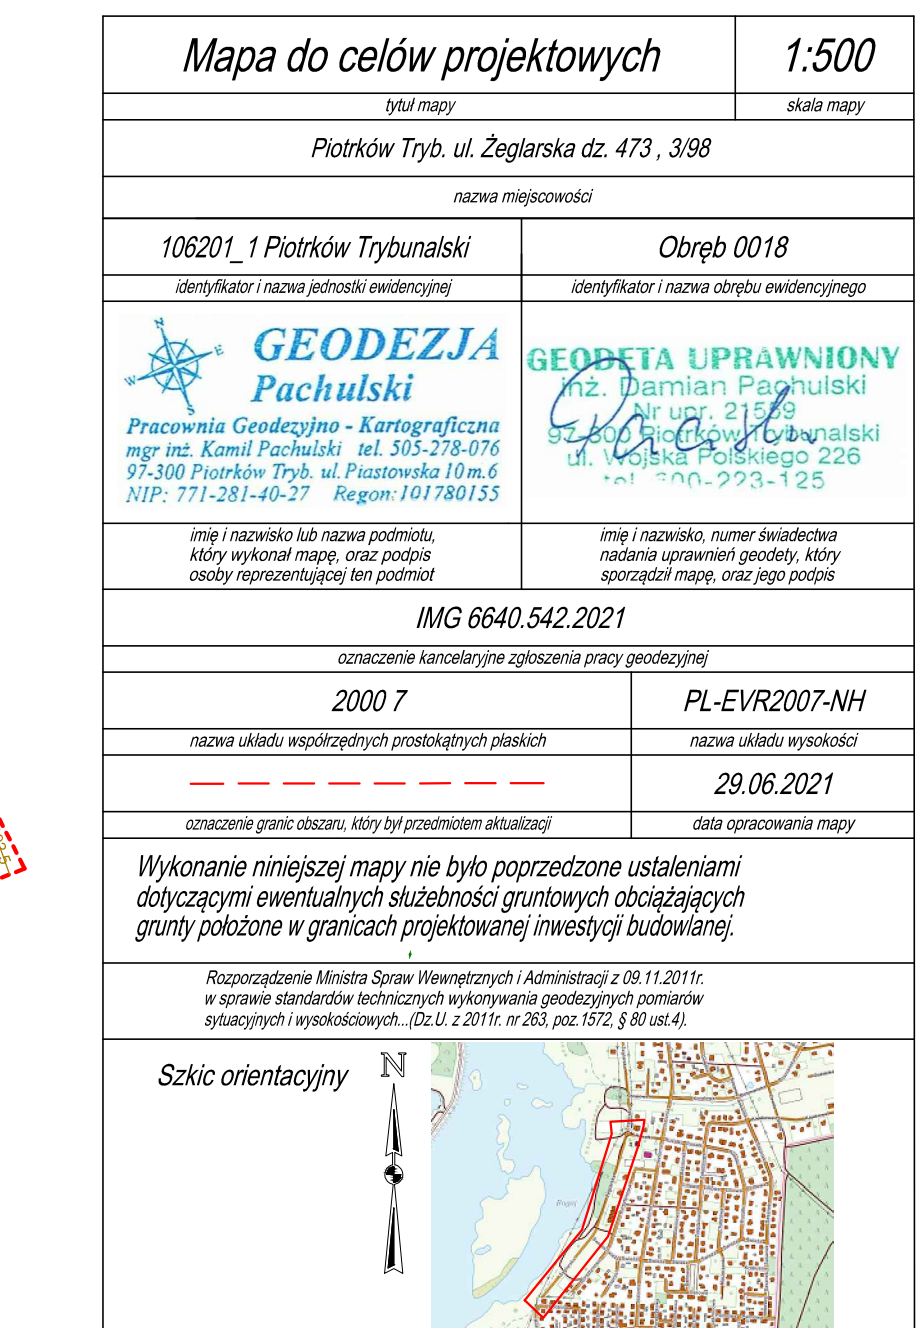 Mapa do celów projektowych
1:500
tytuł mapy
skala mapy
Piotrków Tryb. ul. Żeglarska dz. 473 , 3/98
nazwa miejscowości
106201_1 Piotrków Trybunalski
Obręb 0018
identyfikator i nazwa jednostki ewidencyjnej
identyfikator i nazwa obrębu ewidencyjnego
N
E
W
S
GEODEZJA
Pachulski
Pracownia Geodezyjno - Kartograficzna
mgr inż. Kamil Pachulski tel. 505-278-076
97-300 Piotrków Tryb. ul. Piastowska 10 m.6
NIP: 771-281-40-27 Regon: 101780155
GEODETA UPRAWNIONY
inż. Damian Pachulski
Nr upr. 21559
97-300 Piotrków Trybunalski
ul. Wojska Polskiego 226
tel. 600-223-125
imię i nazwisko lub nazwa podmiotu,
który wykonał mapę, oraz podpis
osoby reprezentującej ten podmiot
imię i nazwisko, numer świadectwa
nadania uprawnień geodety, który
sporządził mapę, oraz jego podpis
IMG 6640.542.2021
oznaczenie kancelaryjne zgłoszenia pracy geodezyjnej
2000 7
PL-EVR2007-NH
nazwa układu współrzędnych prostokątnych płaskich
nazwa układu wysokości
29.06.2021
oznaczenie granic obszaru, który był przedmiotem aktualizacji
data opracowania mapy
Wykonanie niniejszej mapy nie było poprzedzone ustaleniami
dotyczącymi ewentualnych służebności gruntowych obciążających
grunty położone w granicach projektowanej inwestycji budowlanej.
Rozporządzenie Ministra Spraw Wewnętrznych i Administracji z 09.11.2011r.
w sprawie standardów technicznych wykonywania geodezyjnych pomiarów
sytuacyjnych i wysokościowych...(Dz.U. z 2011r. nr 263, poz.1572, § 80 ust.4).
Szkic orientacyjny
N
Bugaj